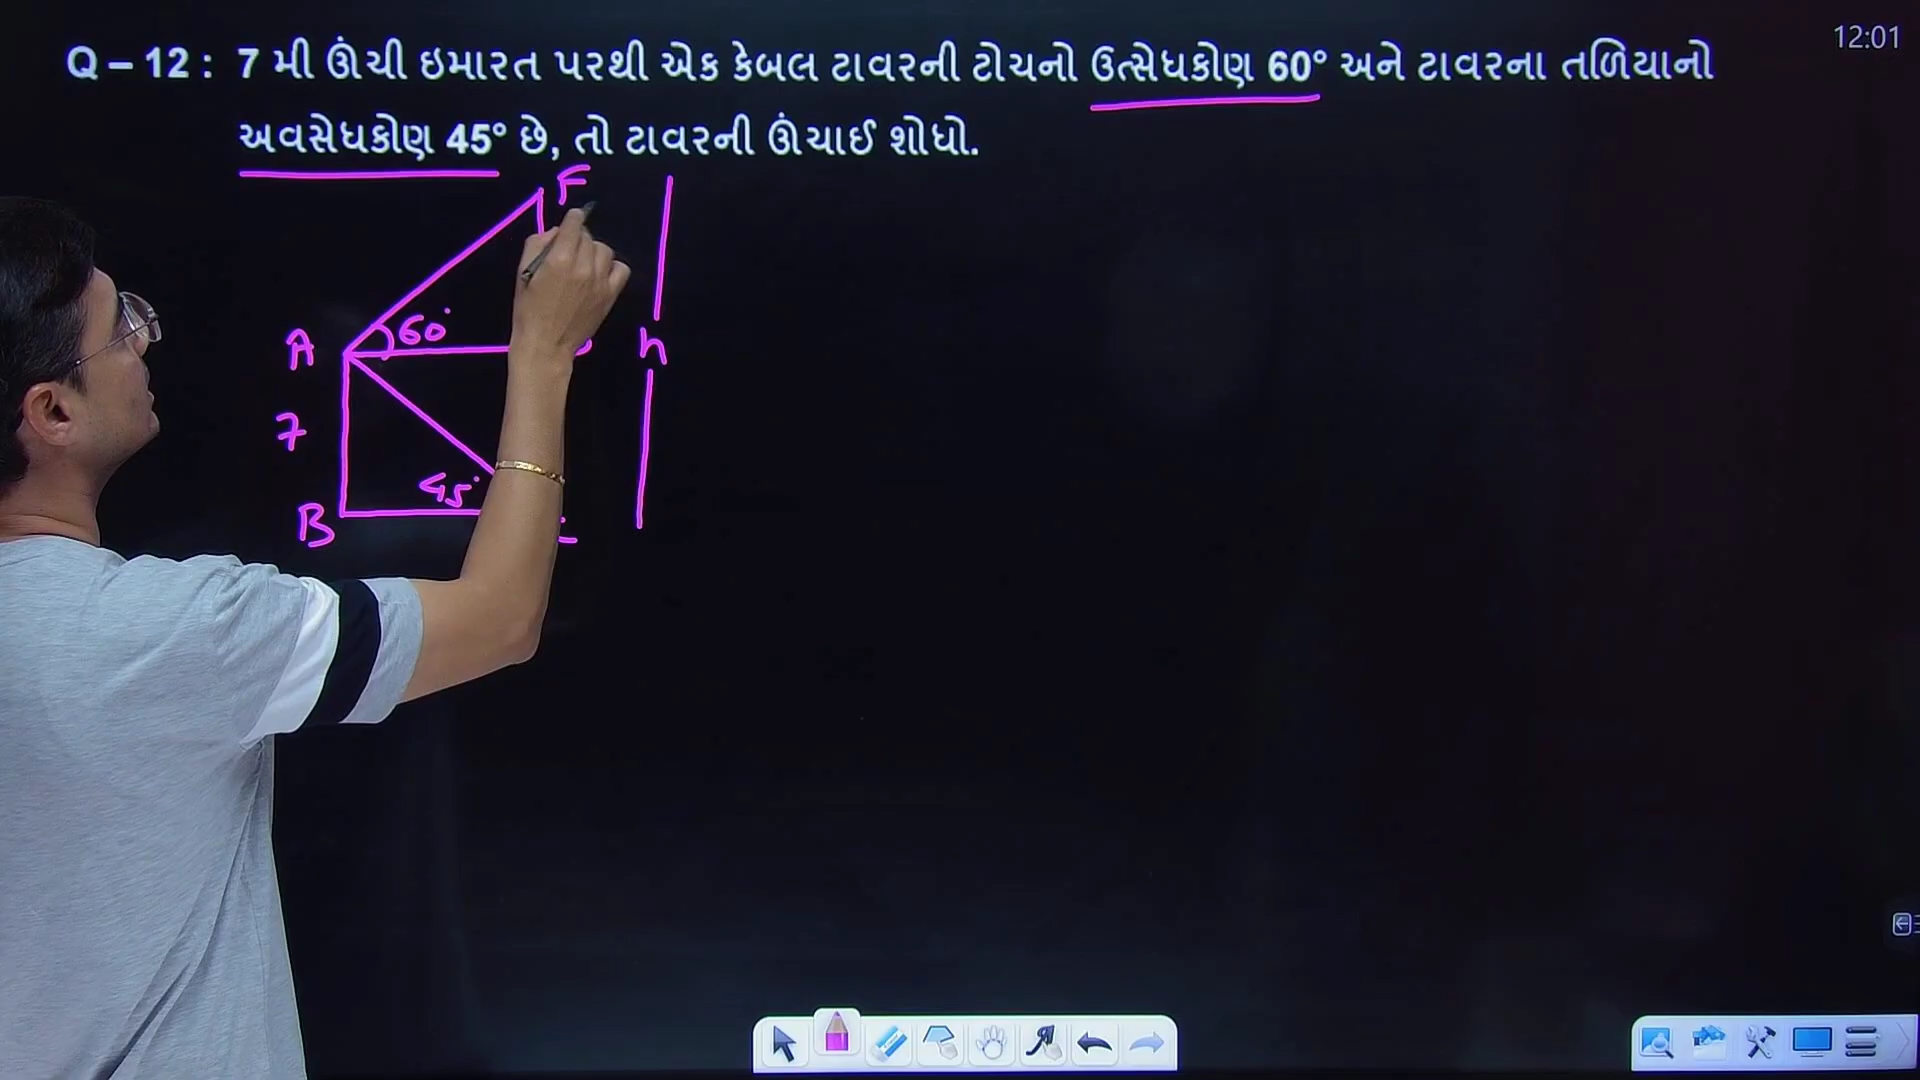 12:01
Q – 12 : 7 મી ઊંચી ઇમારત પરથી એક કેબલ ટાવરની ટોચનો ઉત્સેધકોણ 60° અને ટાવરના તળિયાનો
અવસેધકોણ 45° છે, તો ટાવરની ઊંચાઈ શોધો.
F
60°
A
h
7
45°
B